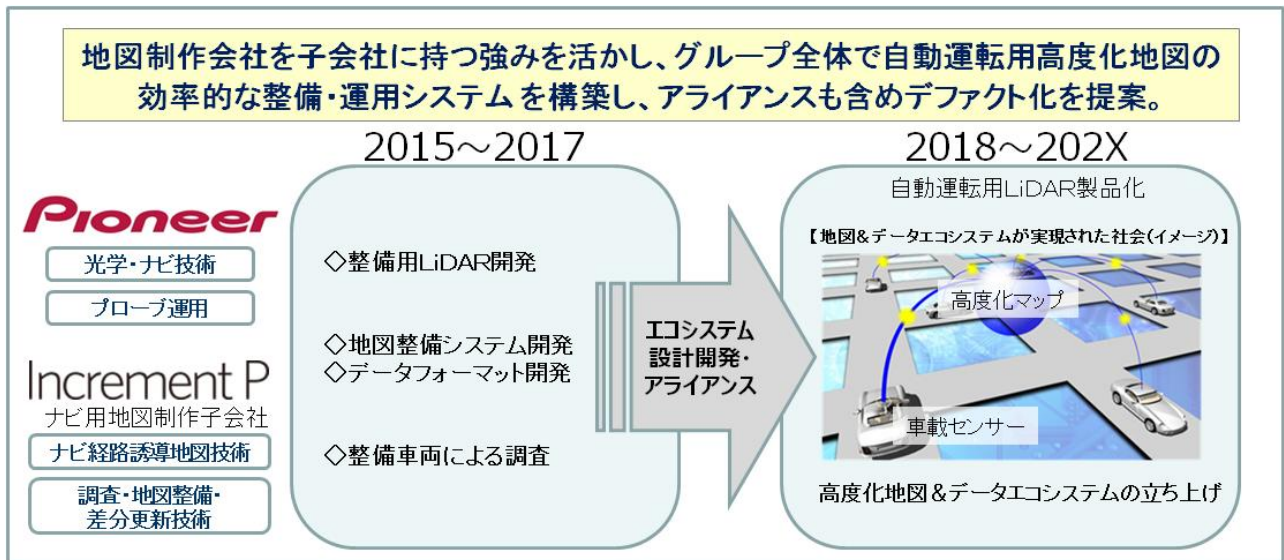 地図制作会社を子会社に持つ強みを活かし、グループ全体で自動運転用高度化地図の
効率的な整備・運用システムを構築し、アライアンスも含めデファクト化を提案。
2015～2017
2018～202X
Pioneer
光学・ナビ技術
プローブ運用
Increment P
ナビ用地図制作子会社
ナビ経路誘導地図技術
調査・地図整備・
差分更新技術
◇整備用LiDAR開発
◇地図整備システム開発
◇データフォーマット開発
◇整備車両による調査
エコシステム
設計開発・
アライアンス
自動運転用LiDAR製品化
【地図&データエコシステムが実現された社会(イメージ)】
高度化マップ
車載センサー
高度化地図&データエコシステムの立ち上げ